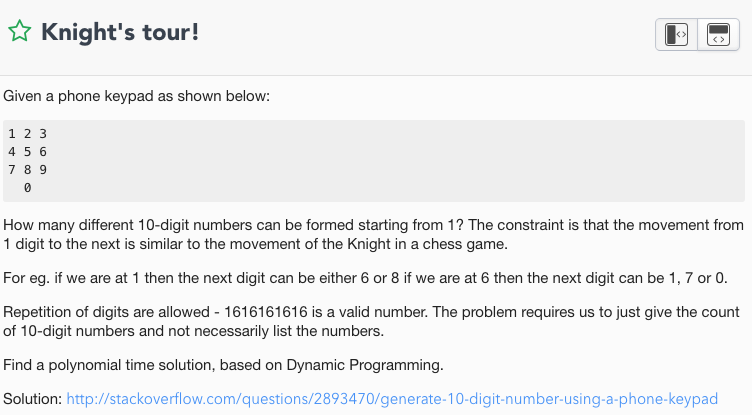 Knight's tour!
Given a phone keypad as shown below:
1 2 3
4 5 6
7 8 9
0
How many different 10-digit numbers can be formed starting from 1? The constraint is that the movement from
1 digit to the next is similar to the movement of the Knight in a chess game.
For eg. if we are at 1 then the next digit can be either 6 or 8 if we are at 6 then the next digit can be 1, 7 or 0.
Repetition of digits are allowed - 1616161616 is a valid number. The problem requires us to just give the count
of 10-digit numbers and not necessarily list the numbers.
Find a polynomial time solution, based on Dynamic Programming.
Solution: http://stackoverflow.com/questions/2893470/generate-10-digit-number-using-a-phone-keypad